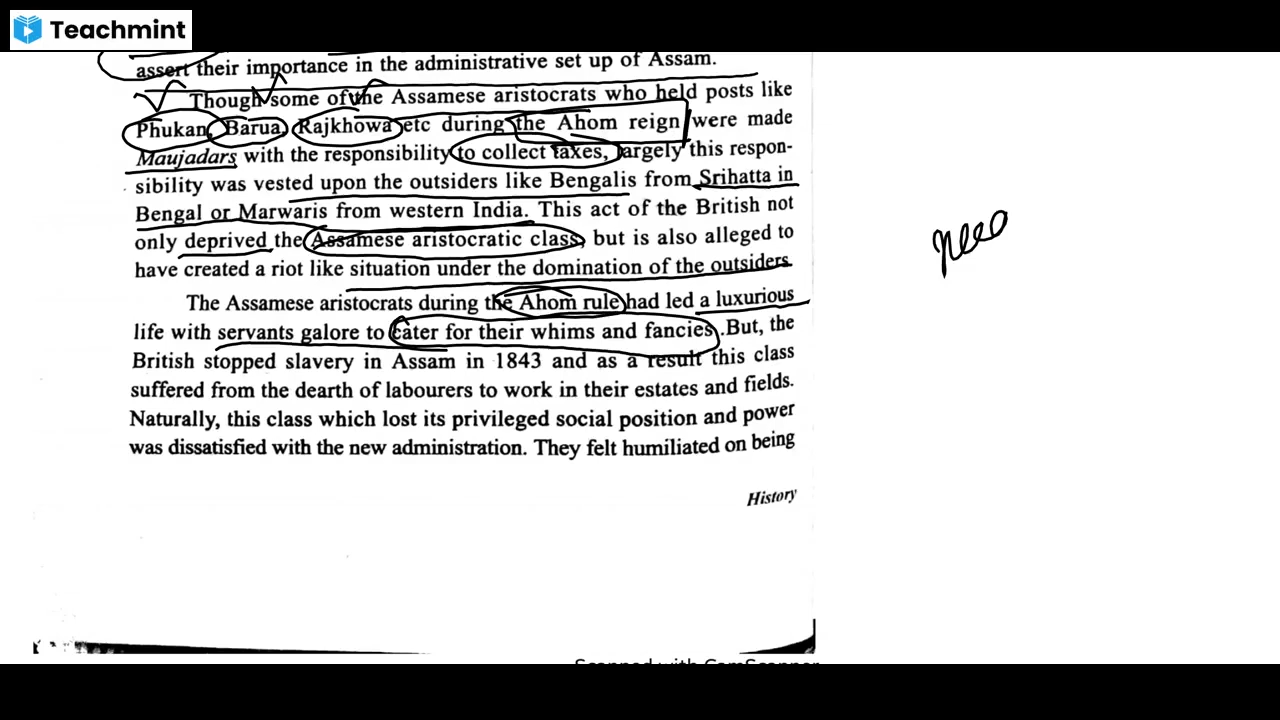 Teachmint
assert their importance in the administrative set up of Assam.
Though some of the Assamese aristocrats who held posts like
Phukan, Barua, Rajkhowa etc during the Ahom reign were made
Maujadars with the responsibility to collect taxes, largely this respon-
sibility was vested upon the outsiders like Bengalis from Srihatta in
Bengal or Marwaris from western India. This act of the British not
only deprived the Assamese aristocratic class, but is also alleged to
have created a riot like situation under the domination of the outsiders.
The Assamese aristocrats during the Ahom rule had led a luxurious
life with servants galore to cater for their whims and fancies. But, the
British stopped slavery in Assam in 1843 and as a result this class
suffered from the dearth of labourers to work in their estates and fields.
Naturally, this class which lost its privileged social position and power
was dissatisfied with the new administration. They felt humiliated on being
History
Scanned with CamScanner